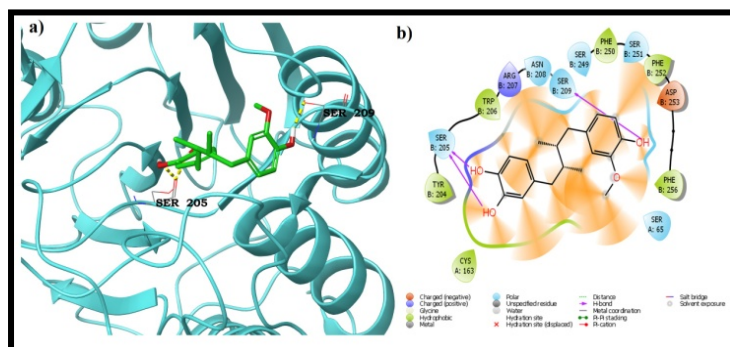 a)
SER 209
SER 205
b)
PHE
B: 250
SER
B: 249
SER
B: 251
ASN
B: 208
PHE
B: 252
ARG
B: 207
SER
B: 209
ASP
B: 253
TRP
B: 206
SER
B: 205
OH
HO
HO
O
TYR
B: 204
PHE
B: 256
SER
A: 65
CYS
A: 163
Charged (negative)
Charged (positive)
Glycine
Hydrophobic
Metal
Polar
Unspecified residue
Water
Hydration site
Hydration site (displaced)
Distance
H-bond
Metal coordination
Pi-Pi stacking
Pi-cation
Salt bridge
Solvent exposure